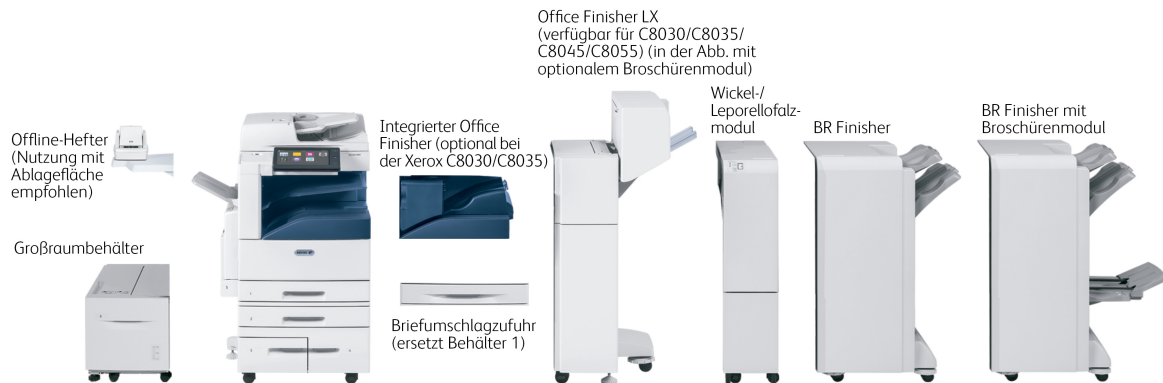 Office Finisher LX
(verfügbar für C8030/C8035/
C8045/C8055) (in der Abb. mit
optionalem Broschürenmodul)
Wickel-/
Leporellofalz-
modul
BR Finisher
BR Finisher mit
Broschürenmodul
Offline-Hefter
(Nutzung mit
Ablagefläche
empfohlen)
Integrierter Office
Finisher (optional bei
der Xerox C8030/C8035)
Großraumbehälter
Briefumschlagzufuhr
(ersetzt Behälter 1)